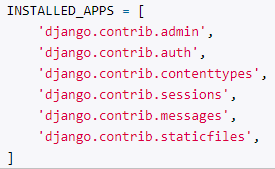 INSTALLED_APPS = [
    'django.contrib.admin',
    'django.contrib.auth',
    'django.contrib.contenttypes',
    'django.contrib.sessions',
    'django.contrib.messages',
    'django.contrib.staticfiles',
]